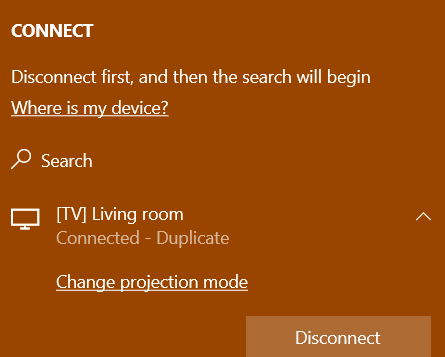 CONNECT
Disconnect first, and then the search will begin
Where is my device?
Search
[TV] Living room
Connected - Duplicate
Change projection mode
Disconnect